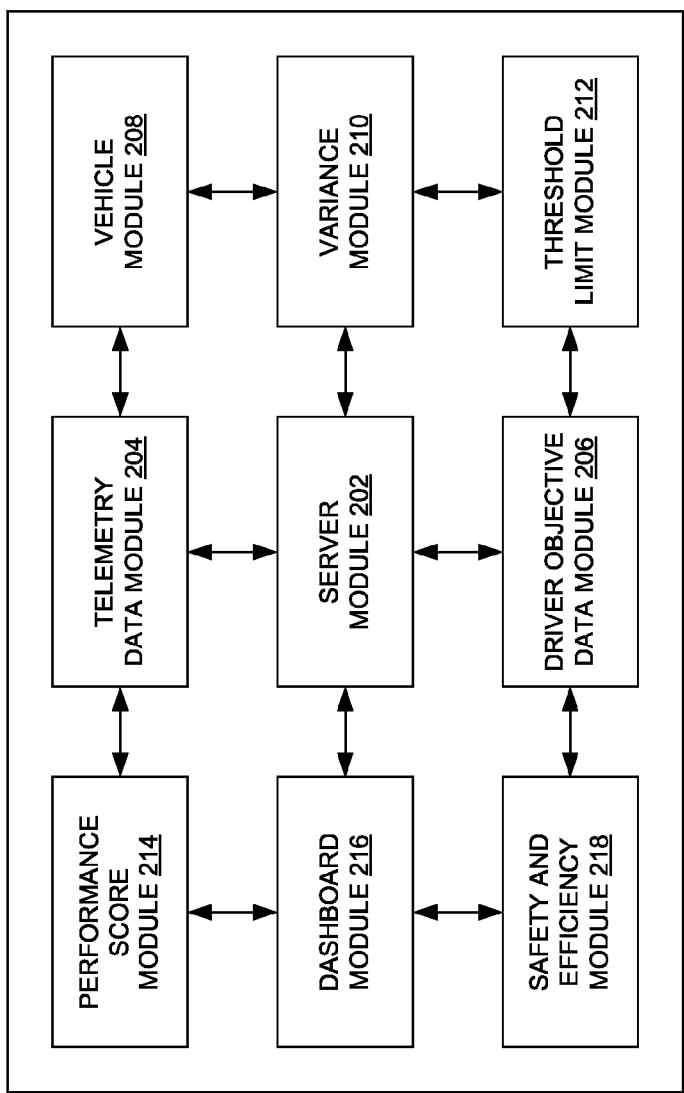 PERFORMANCE
SCORE
MODULE 214
TELEMETRY
DATA MODULE 204
VEHICLE
MODULE 208
DASHBOARD
MODULE 216
SERVER
MODULE 202
VARIANCE
MODULE 210
SAFETY AND
EFFICIENCY
MODULE 218
DRIVER OBJECTIVE
DATA MODULE 206
THRESHOLD
LIMIT MODULE 212